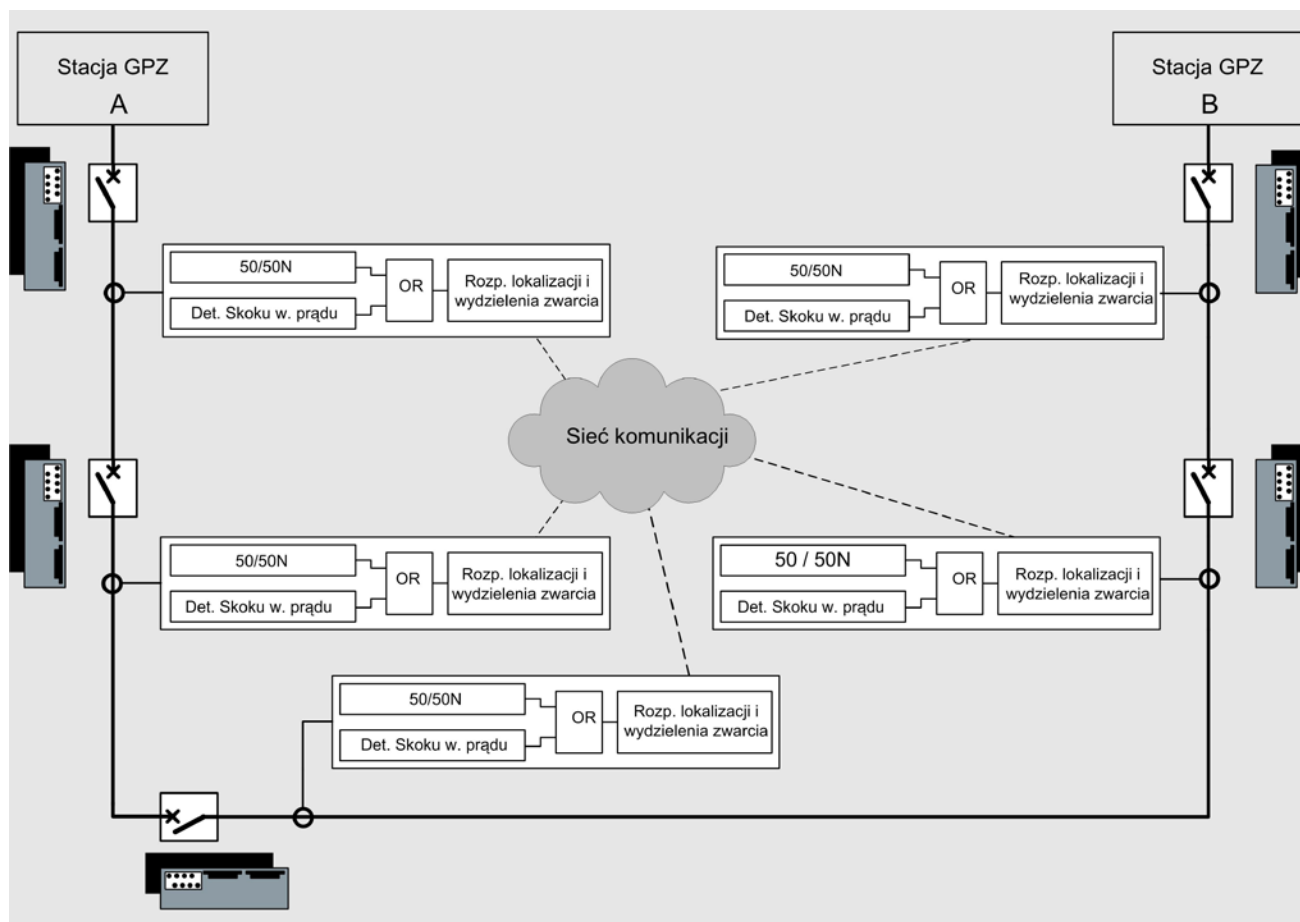 Stacja GPZ
A
Stacja GPZ
B
50/50N
Det. Skoku w. prądu
OR
Rozp. lokalizacji i
wydzielenia zwarcia
50/50N
Det. Skoku w. prądu
OR
Rozp. lokalizacji i
wydzielenia zwarcia
Sieć komunikacji
50/50N
Det. Skoku w. prądu
OR
Rozp. lokalizacji i
wydzielenia zwarcia
50 / 50N
Det. Skoku w. prądu
OR
Rozp. lokalizacji i
wydzielenia zwarcia
50/50N
Det. Skoku w. prądu
OR
Rozp. lokalizacji i
wydzielenia zwarcia